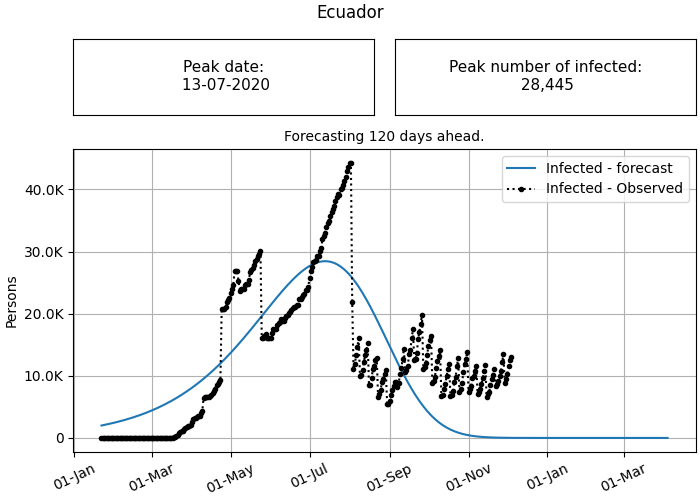 Ecuador
Peak date:
13-07-2020
Peak number of infected:
28,445
Forecasting 120 days ahead.
Infected - forecast
Infected - Observed
Persons
40.0K
30.0K
20.0K
10.0K
0
01-Jan
01-Mar
01-May
01-Jul
01-Sep
01-Nov
01-Jan
01-Mar